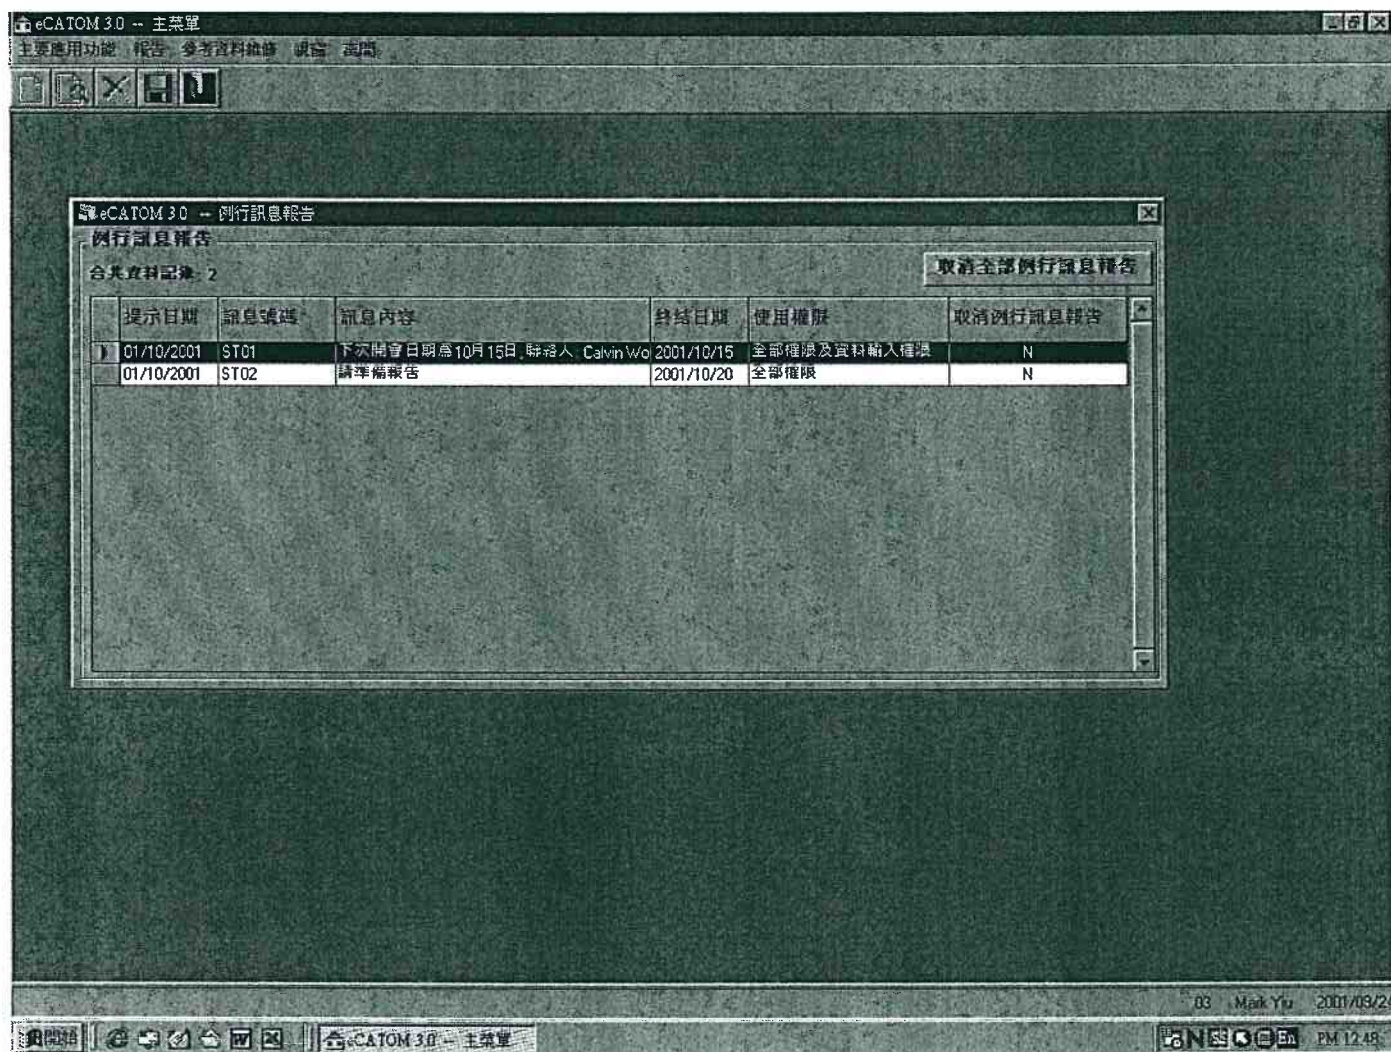 eCATOM 3.0 -- 主菜單
主要應用功能 報告 參考資料維修 視窗 查閱
eCATOM 3.0 -- 例行訊息報告
例行訊息報告
合共資料記錄: 2
取消全部例行訊息報告
提示日期 訊息號碼 訊息內容 終結日期 使用權限 取消例行訊息報告
01/10/2001 ST01 下次開會日期為10月15日,聯絡人: Calvin Wo 2001/10/15 全部權限及資料輸入權限 N
01/10/2001 ST02 請準備報告 2001/10/20 全部權限 N
03 Mark Yiu 2001/09/2
開始 eCATOM 3.0 -- 主菜單 En PM 12:48